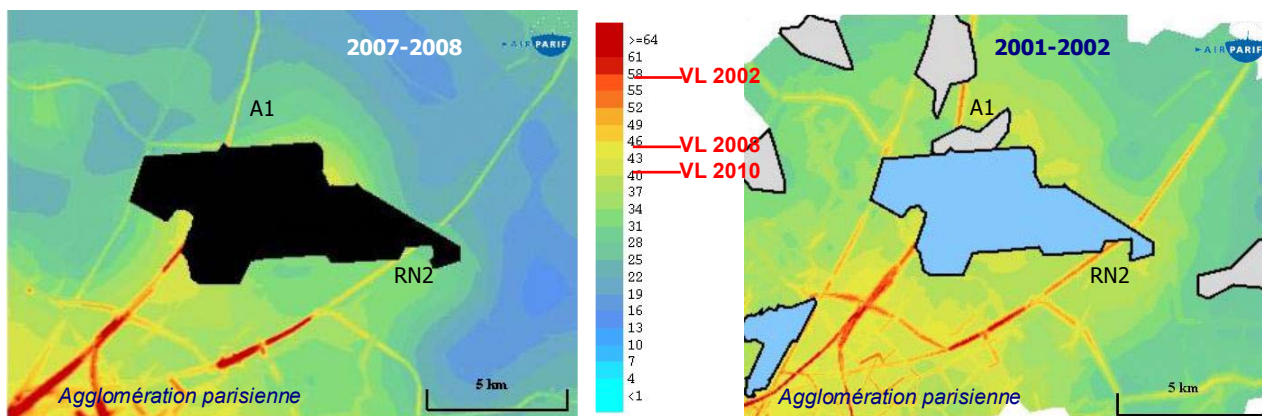 2007-2008
AIRPARIF
A1
RN2
Agglomération parisienne
5 km
>=64
61
58
55
52
49
46
43
40
37
34
31
28
25
22
19
16
13
10
7
4
<1
VL 2002
VL 2008
VL 2010
2001-2002
AIRPARIF
A1
RN2
Agglomération parisienne
5 km